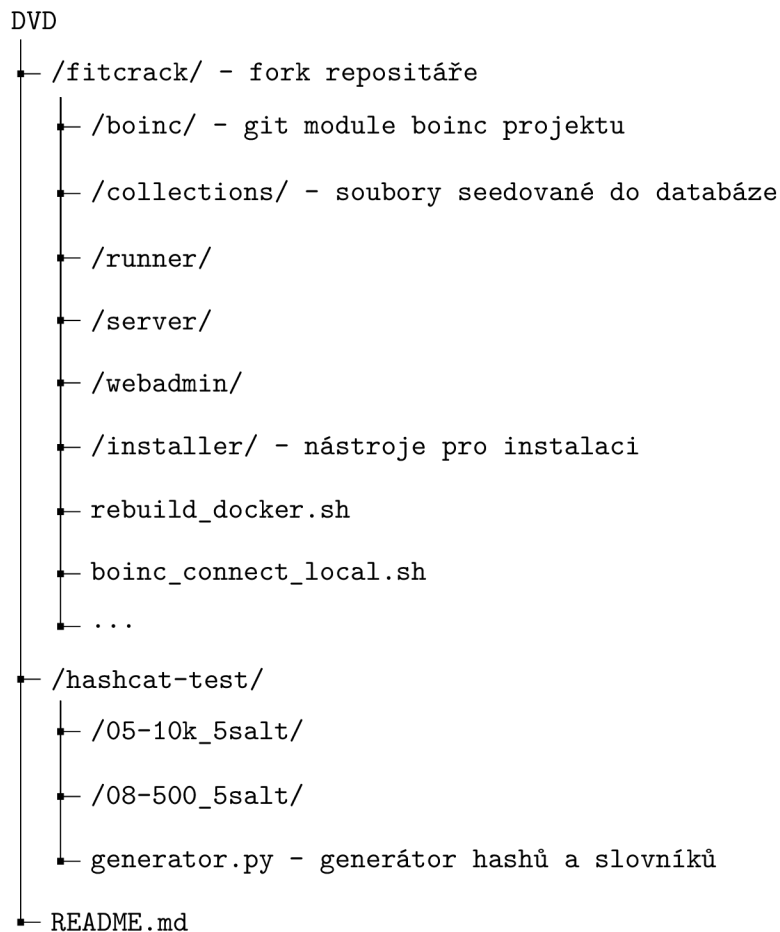 DVD
/fitcrack/ - fork repositáře
/boinc/ - git module boinc projektu
/collections/ - soubory seedované do databáze
/runner/
/server/
/webadmin/
/installer/ - nástroje pro instalaci
rebuild_docker.sh
boinc_connect_local.sh
...
/hashcat-test/
/05-10k_5salt/
/08-500_5salt/
generator.py - generátor hashů a slovníků
README.md